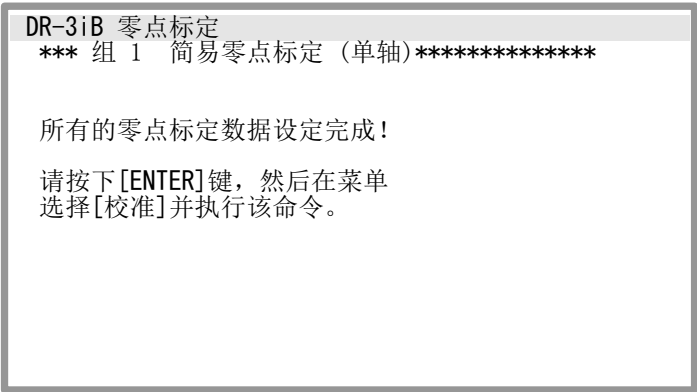 DR-3iB 零点标定
*** 组 1 简易零点标定 (单轴)**************
所有的零点标定数据设定完成！
请按下[ENTER]键，然后在菜单
选择[校准]并执行该命令。